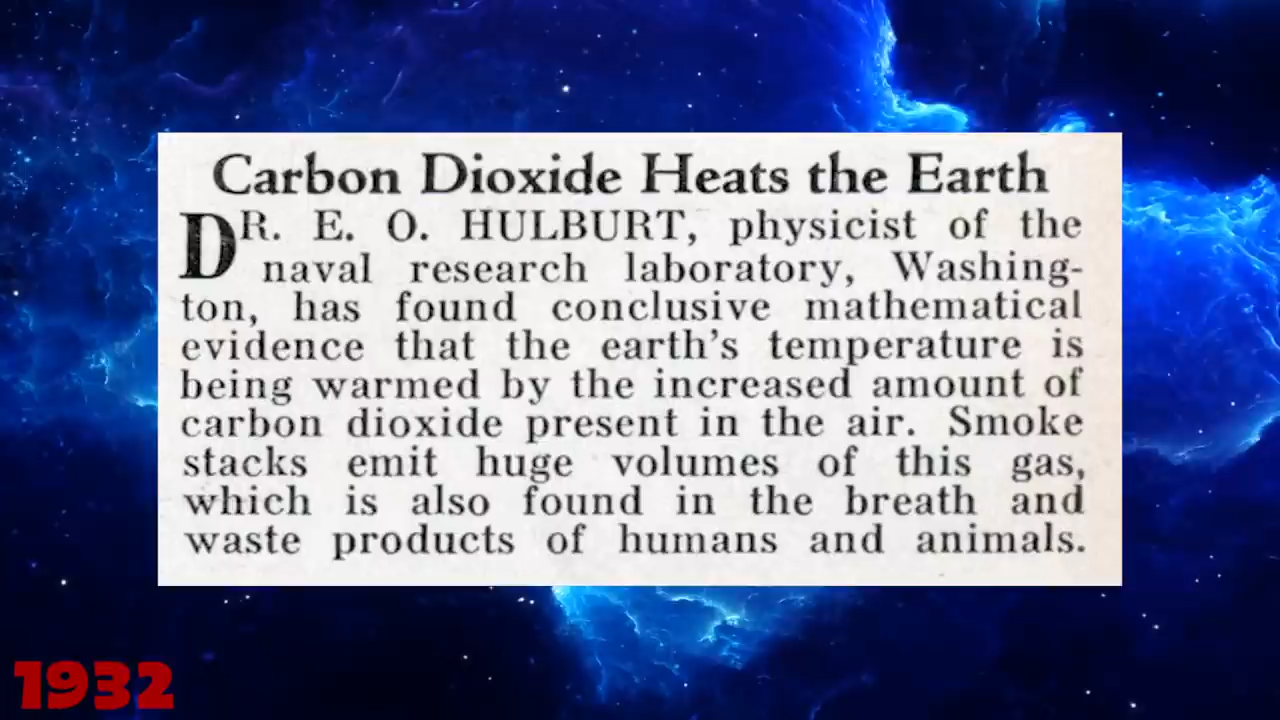 Carbon Dioxide Heats the Earth
DR. E. O. HULBURT, physicist of the
naval research laboratory, Washing-
ton, has found conclusive mathematical
evidence that the earth's temperature is
being warmed by the increased amount of
carbon dioxide present in the air. Smoke
stacks emit huge volumes of this gas,
which is also found in the breath and
waste products of humans and animals.
1932